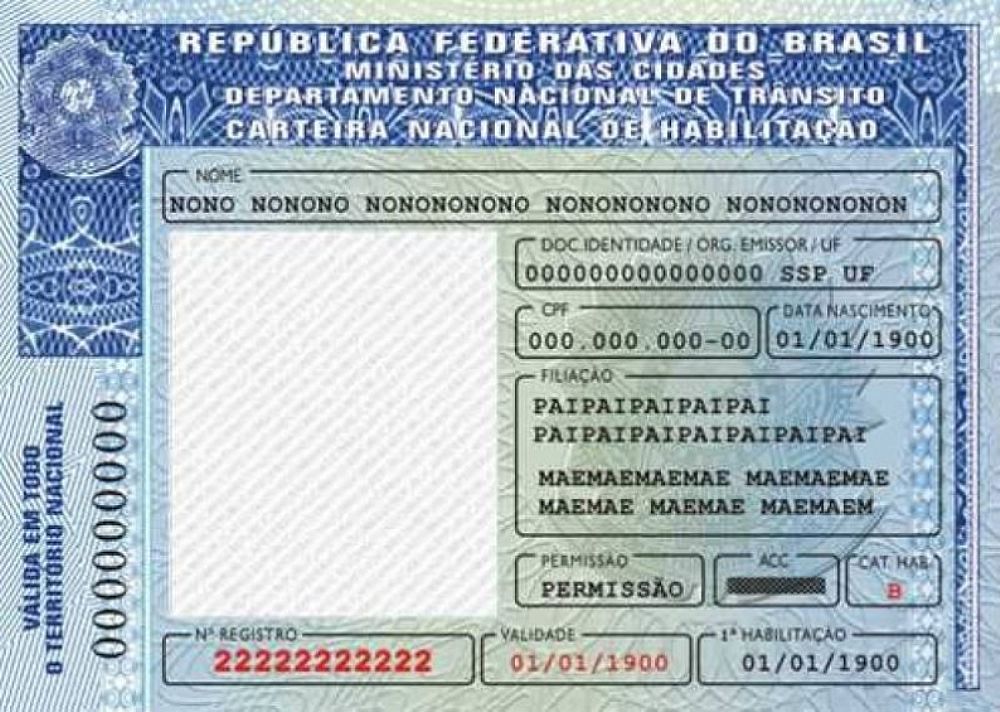 REPÚBLICA FEDERATIVA DO BRASIL
MINISTÉRIO DAS CIDADES
DEPARTAMENTO NACIONAL DE TRÂNSITO
CARTEIRA NACIONAL DE HABILITAÇÃO
NOME
NONO NONONO NONONONONO NONONONONO NONONONONON
DOC. IDENTIDADE / ORG. EMISSOR / UF
000000000000000 SSP UF
CPF
000.000.000-00
DATA NASCIMENTO
01/01/1900
FILIAÇÃO
PAIPAIPAIPAIPAI
PAIPAIPAIPAIPAIPAIPAI
MAEMAEMAEMAE MAEMAEMAE
MAEMAE MAEMAE MAEMAEM
PERMISSÃO
PERMISSÃO
ACC
CAT. HAB.
B
Nº REGISTRO
22222222222
VALIDADE
01/01/1900
1ª HABILITAÇÃO
01/01/1900
VALIDA EM TODO
O TERRITÓRIO NACIONAL
0000000000